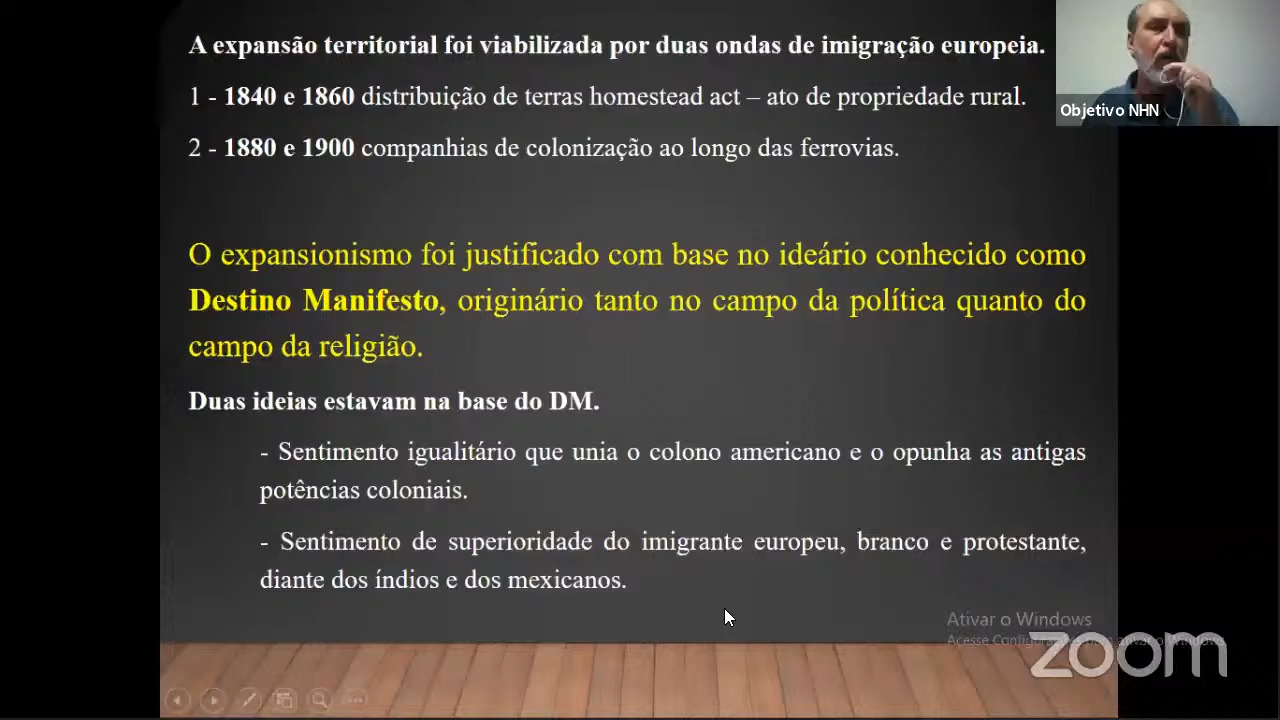 A expansão territorial foi viabilizada por duas ondas de imigração europeia.
1 - 1840 e 1860 distribuição de terras homestead act – ato de propriedade rural.
2 - 1880 e 1900 companhias de colonização ao longo das ferrovias.
Objetivo NHN
O expansionismo foi justificado com base no ideário conhecido como
Destino Manifesto, originário tanto no campo da política quanto do
campo da religião.
Duas ideias estavam na base do DM.
- Sentimento igualitário que unia o colono americano e o opunha as antigas
potências coloniais.
- Sentimento de superioridade do imigrante europeu, branco e protestante,
diante dos índios e dos mexicanos.
Ativar o Windows
Acesse ativar o Windows
zoom